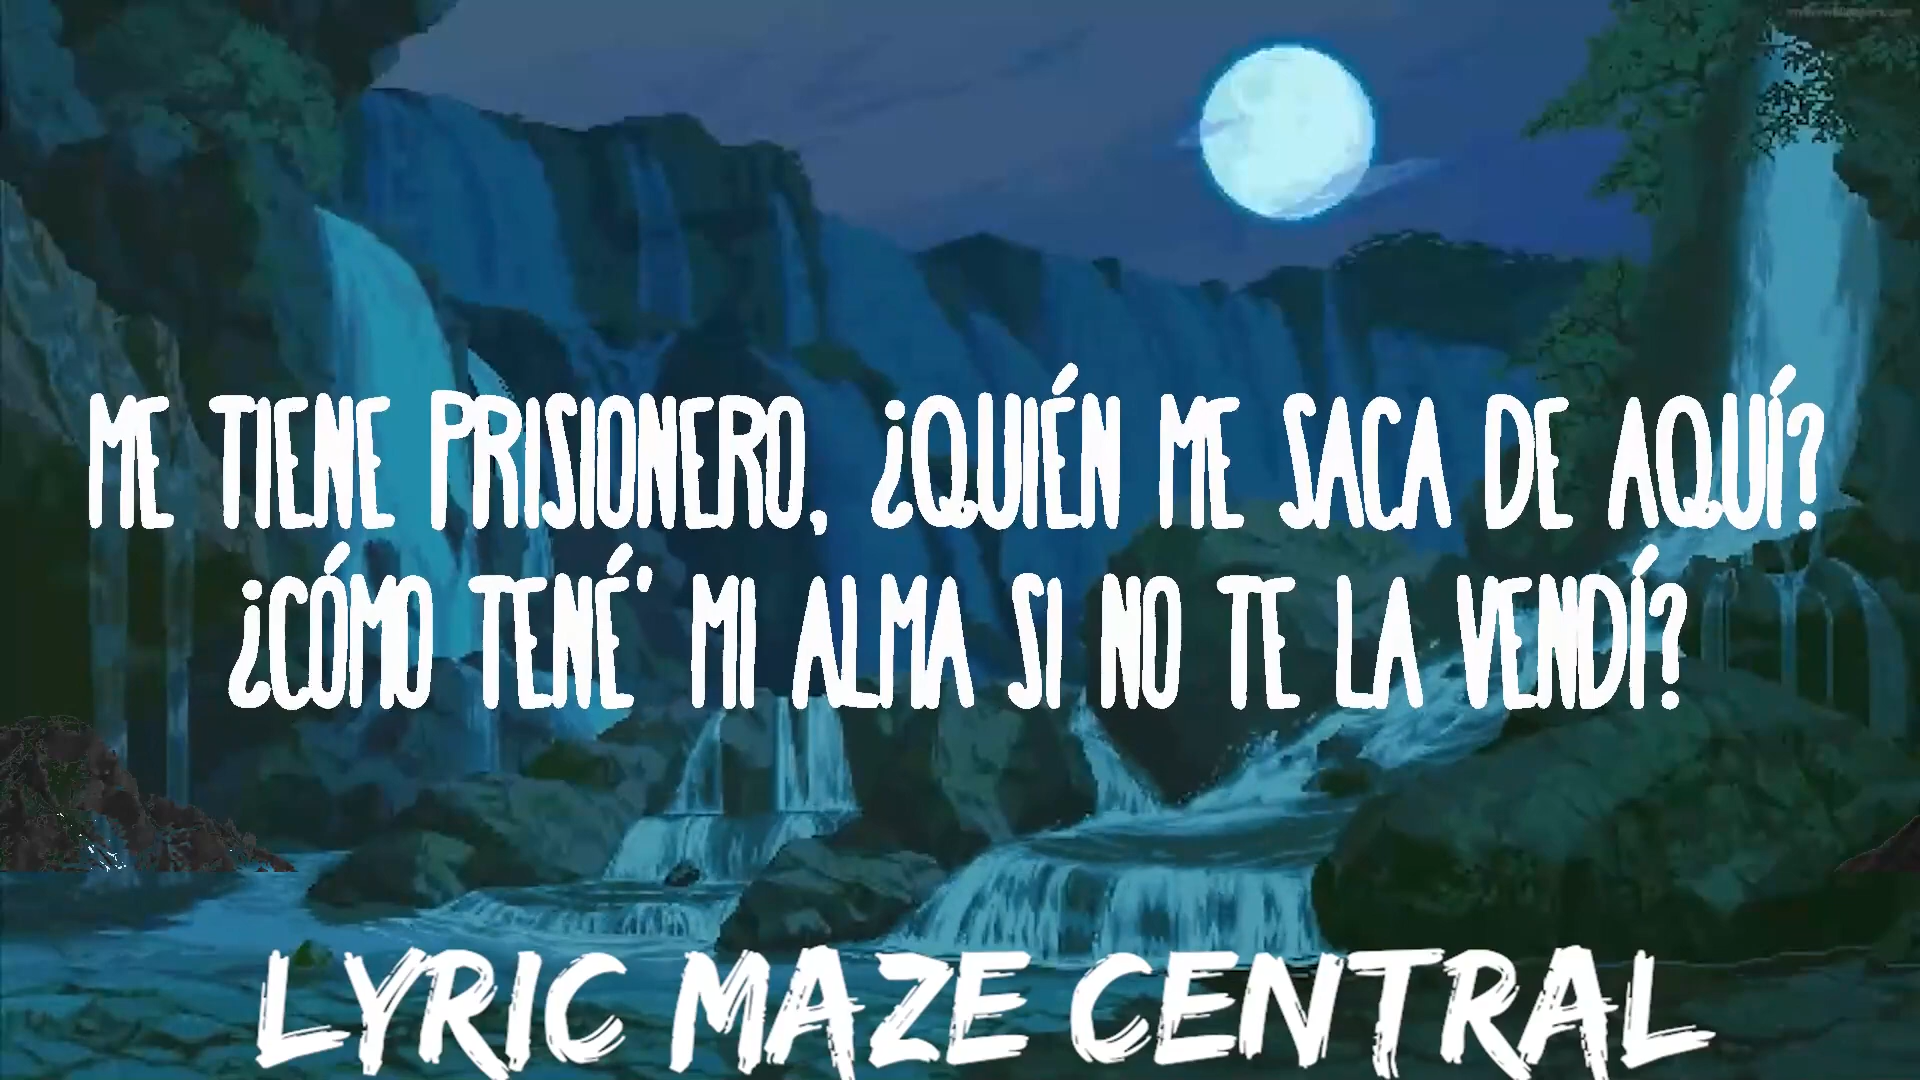 ME TIENE PRISIONERO, ¿QUIÉN ME SACA DE AQUÍ?
¿CÓMO TENÉ' MI ALMA SI NO TE LA VENDÍ?
LYRIC MAZE CENTRAL